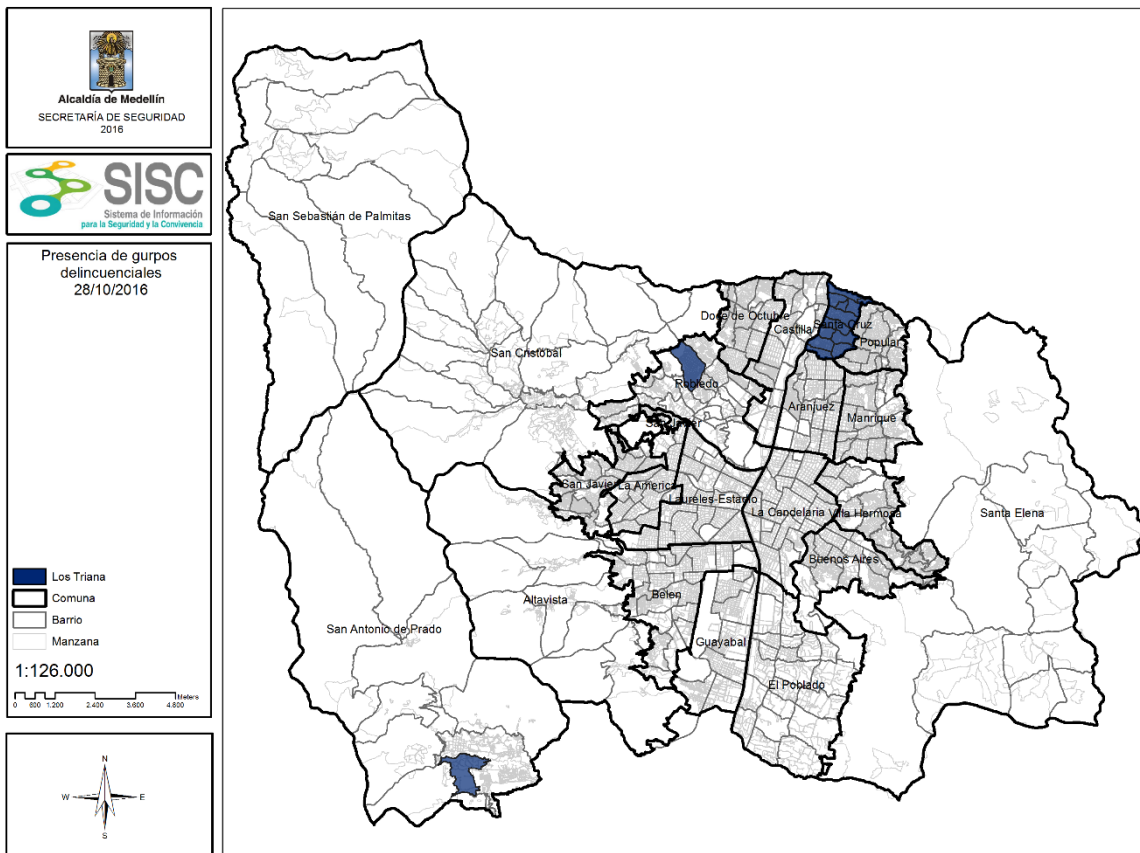 Alcaldía de Medellín
SECRETARÍA DE SEGURIDAD
2016
SISC
Sistema de Información
para la Seguridad y la Convivencia
Presencia de gurpos
delincuenciales
28/10/2016
Los Triana
Comuna
Barrio
Manzana
1:126.000
Meters
0 600 1.200 2.400 3.600 4.800
N
W E
S
San Sebastián de Palmitas
Doce de Octubre
Castilla
Santa Cruz
Popular
San Cristobal
Robledo
Aranjuez
Manrique
San Javier
San Javier
La America
Laureles-Estadio
La Candelaria
Villa Hermosa
Santa Elena
Buenos Aires
Belen
Altavista
San Antonio de Prado
Guayabal
El Poblado